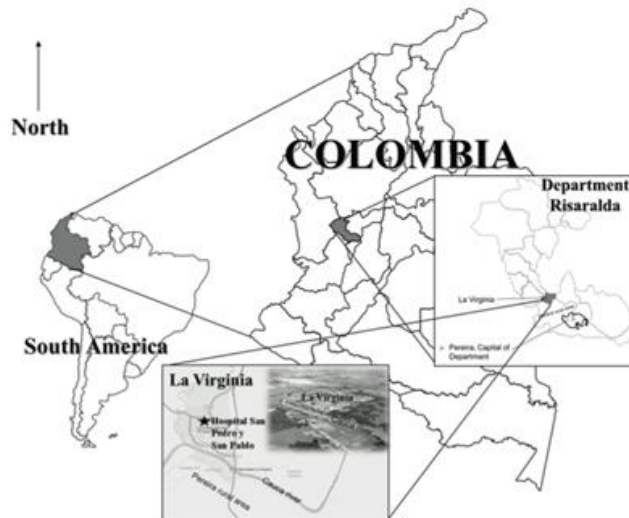 North
COLOMBIA
Department
Risaralda
La Virginia
Pereira, Capital of
Department
South America
La Virginia
La Virginia
Hospital San
Pedro y
San Pablo
Cauca river
Pereira rural area